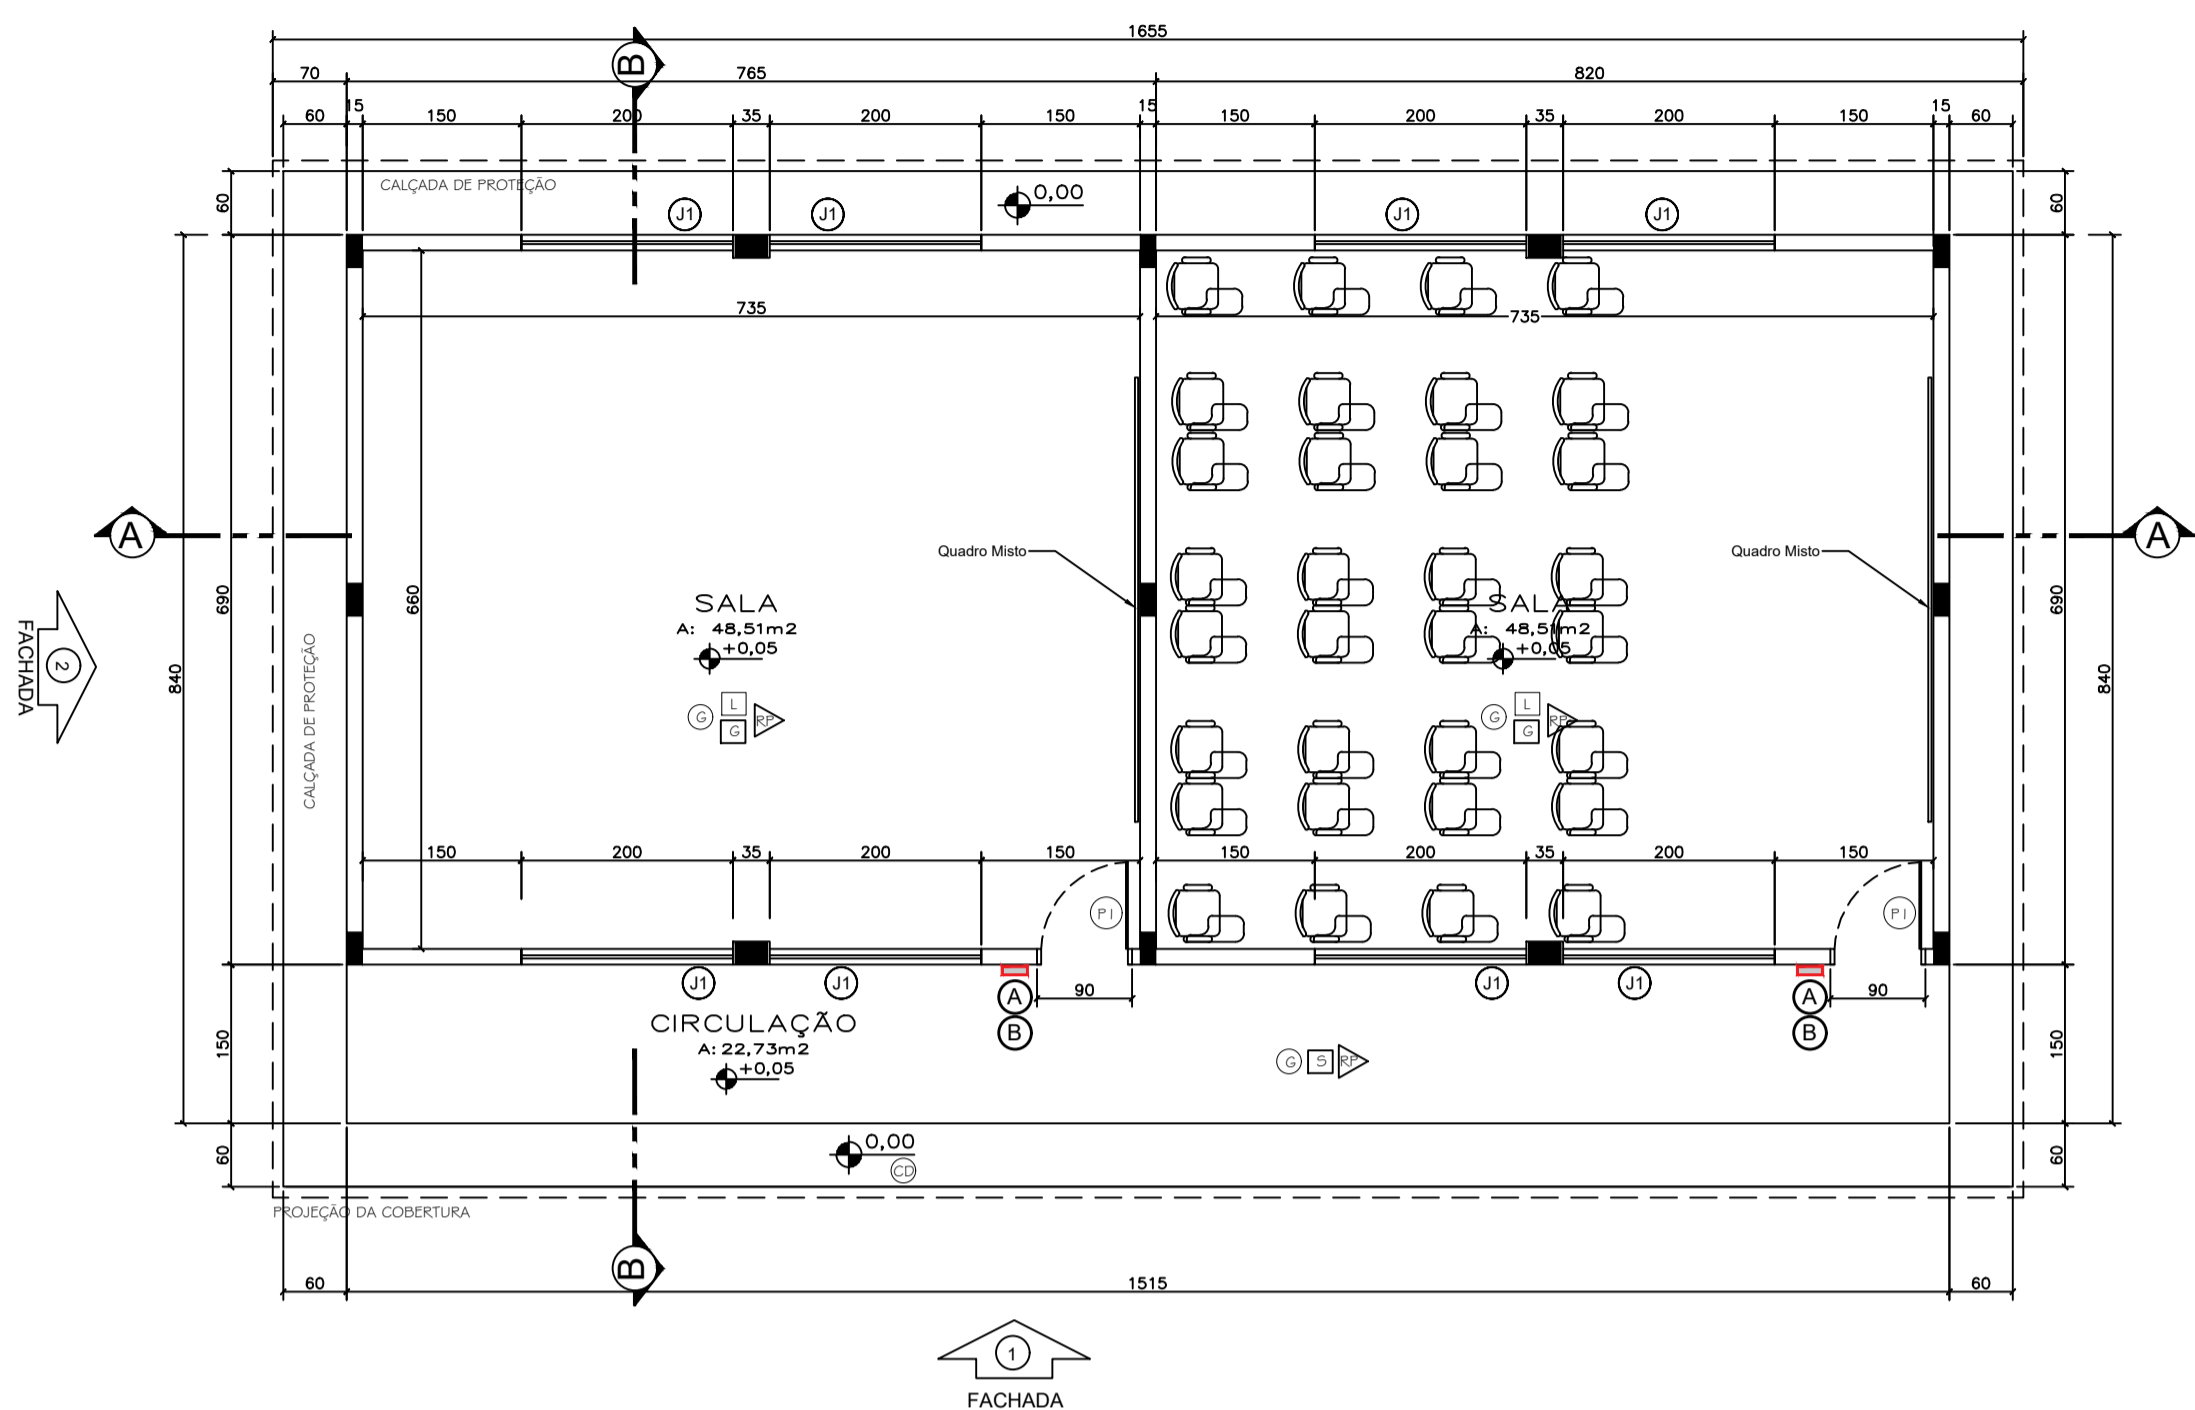 1655
70
765
820
B
60
15
150
200
35
200
150
15
150
200
35
200
150
15
60
CALÇADA DE PROTEÇÃO
0,00
60
60
J1
J1
J1
J1
735
735
A
A
Quadro Misto
Quadro Misto
690
660
690
SALA
A: 48,51m2
+0,05
SALA
A: 48,51m2
+0,05
FACHADA
2
840
CALÇADA DE PROTEÇÃO
840
G
L
G
RP
G
L
G
RP
150
200
35
200
150
150
200
35
200
150
P1
P1
J1
J1
J1
J1
A
B
90
A
B
90
CIRCULAÇÃO
A: 22,73m2
+0,05
150
150
G
S
RP
0,00
CD
60
60
PROJEÇÃO DA COBERTURA
B
60
1515
60
1
FACHADA